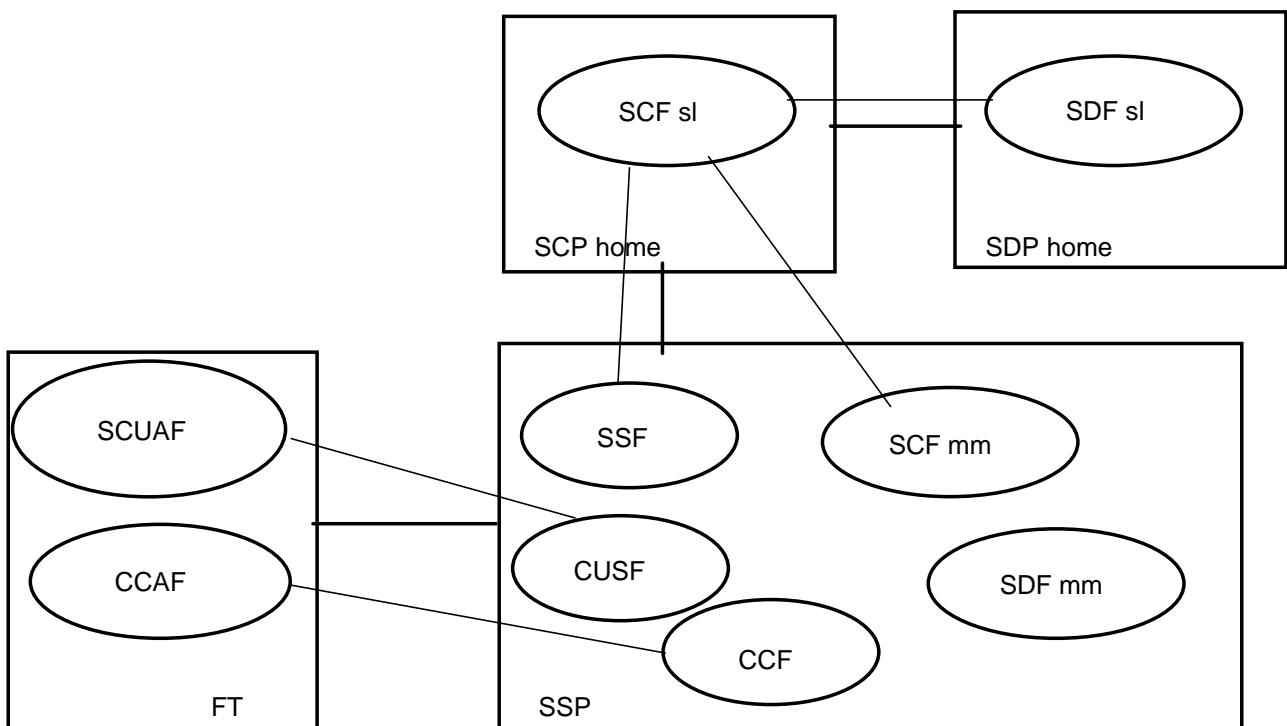 SCF sl
SDF sl
SCP home
SDP home
SCUAF
SSF
SCF mm
CCAF
CUSF
SDF mm
CCF
FT
SSP